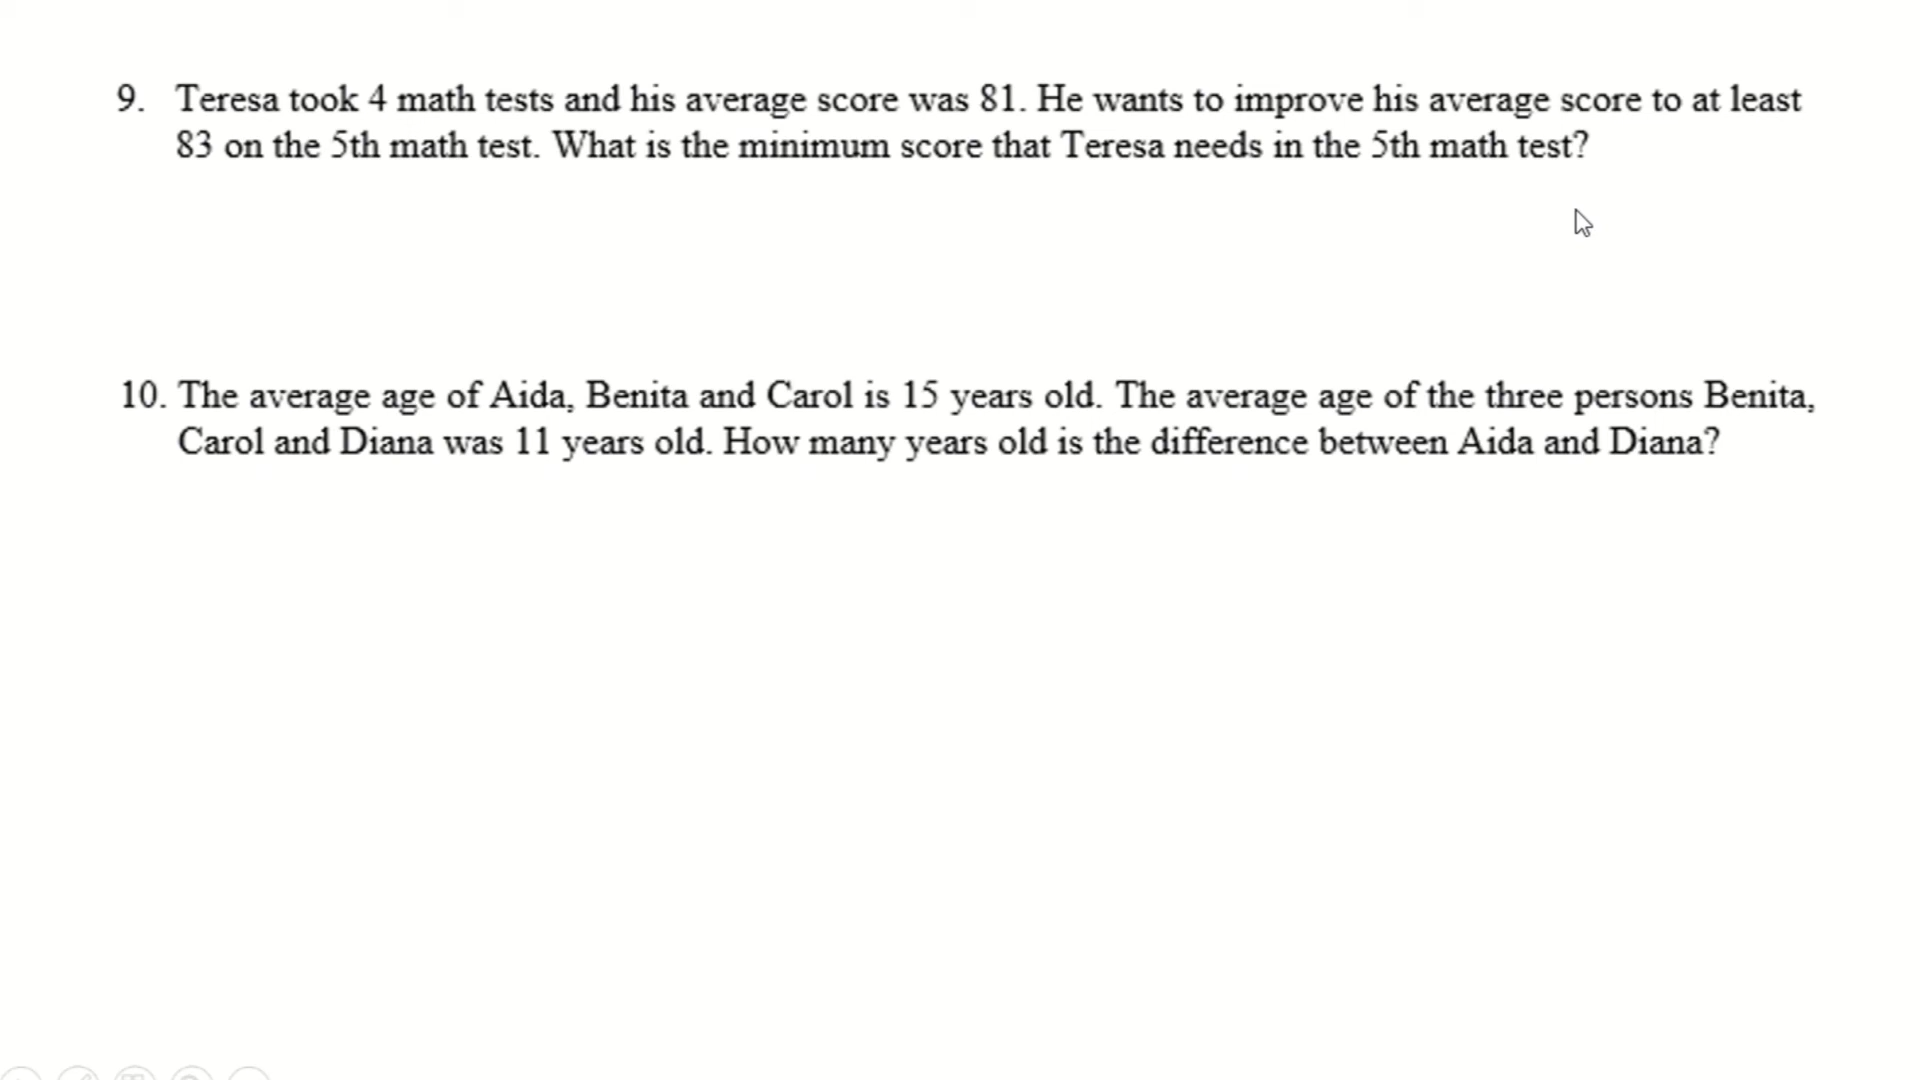 9. Teresa took 4 math tests and his average score was 81. He wants to improve his average score to at least
83 on the 5th math test. What is the minimum score that Teresa needs in the 5th math test?
10. The average age of Aida, Benita and Carol is 15 years old. The average age of the three persons Benita,
Carol and Diana was 11 years old. How many years old is the difference between Aida and Diana?